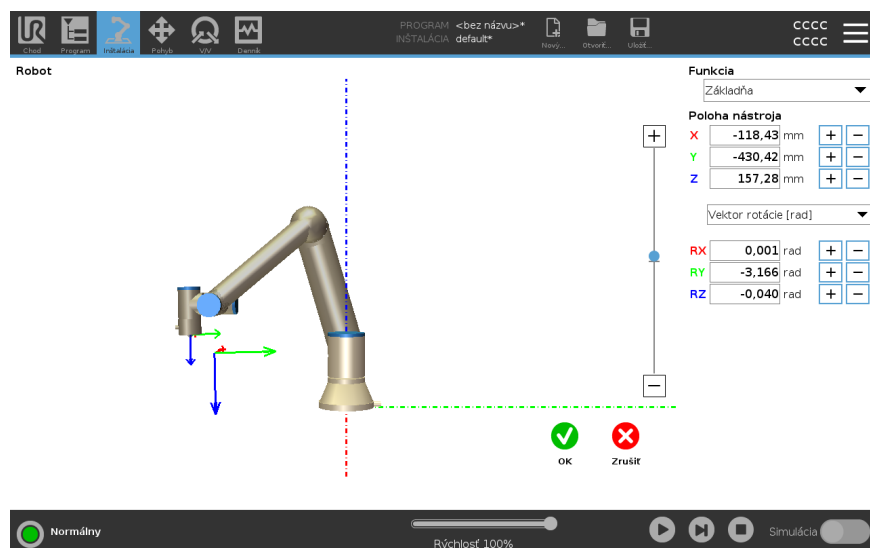 PROGRAM <bez názvu>*
INŠTALÁCIA default*
CCCC
CCCC
Chod
Program
Inštalácia
Pohyb
V/V
Denník
Nový...
Otvoriť...
Uložiť...
Robot
Funkcia
Základňa
Poloha nástroja
X -118,43 mm + −
Y -430,42 mm + −
Z 157,28 mm + −
Vektor rotácie [rad]
RX 0,001 rad + −
RY -3,166 rad + −
RZ -0,040 rad + −
+
−
OK
Zrušiť
Normálny
Rýchlosť 100%
Simulácia